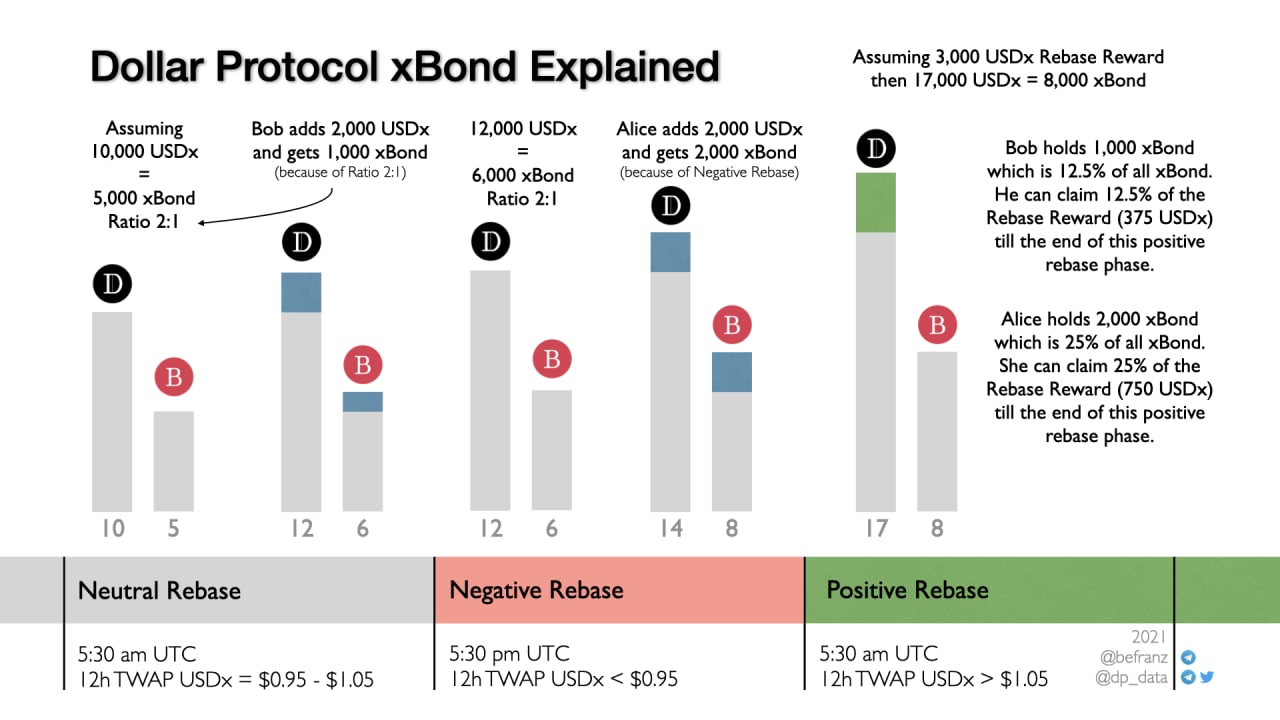 Dollar Protocol xBond Explained
Assuming 3,000 USDx Rebase Reward
then 17,000 USDx = 8,000 xBond
Assuming
10,000 USDx
=
5,000 xBond
Ratio 2:1
Bob adds 2,000 USDx
and gets 1,000 xBond
(because of Ratio 2:1)
12,000 USDx
=
6,000 xBond
Ratio 2:1
Alice adds 2,000 USDx
and gets 2,000 xBond
(because of Negative Rebase)
Bob holds 1,000 xBond
which is 12.5% of all xBond.
He can claim 12.5% of the
Rebase Reward (375 USDx)
till the end of this positive
rebase phase.
Alice holds 2,000 xBond
which is 25% of all xBond.
She can claim 25% of the
Rebase Reward (750 USDx)
till the end of this positive
rebase phase.
D
B
D
B
D
B
D
B
D
B
10 5 12 6 12 6 14 8 17 8
Neutral Rebase
5:30 am UTC
12h TWAP USDx = $0.95 - $1.05
Negative Rebase
5:30 pm UTC
12h TWAP USDx < $0.95
Positive Rebase
5:30 am UTC
12h TWAP USDx > $1.05
2021
@befranz
@dp_data